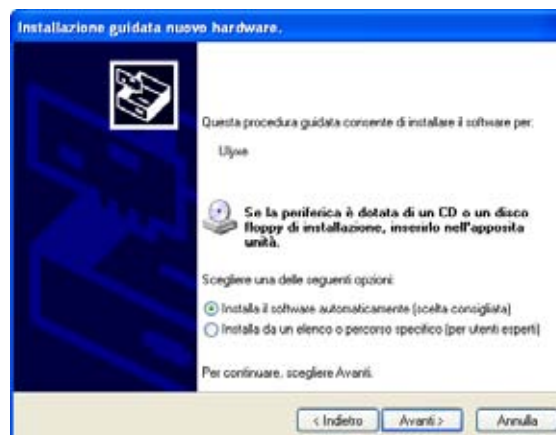 Installazione guidata nuovo hardware.
Questa procedura guidata consente di installare il software per:
Ulyxe
Se la periferica è dotata di un CD o un disco
floppy di installazione, inserirlo nell'apposita
unità.
Scegliere una delle seguenti opzioni:
Installa il software automaticamente (scelta consigliata)
Installa da un elenco o percorso specifico (per utenti esperti)
Per continuare, scegliere Avanti.
< Indietro Avanti > Annulla